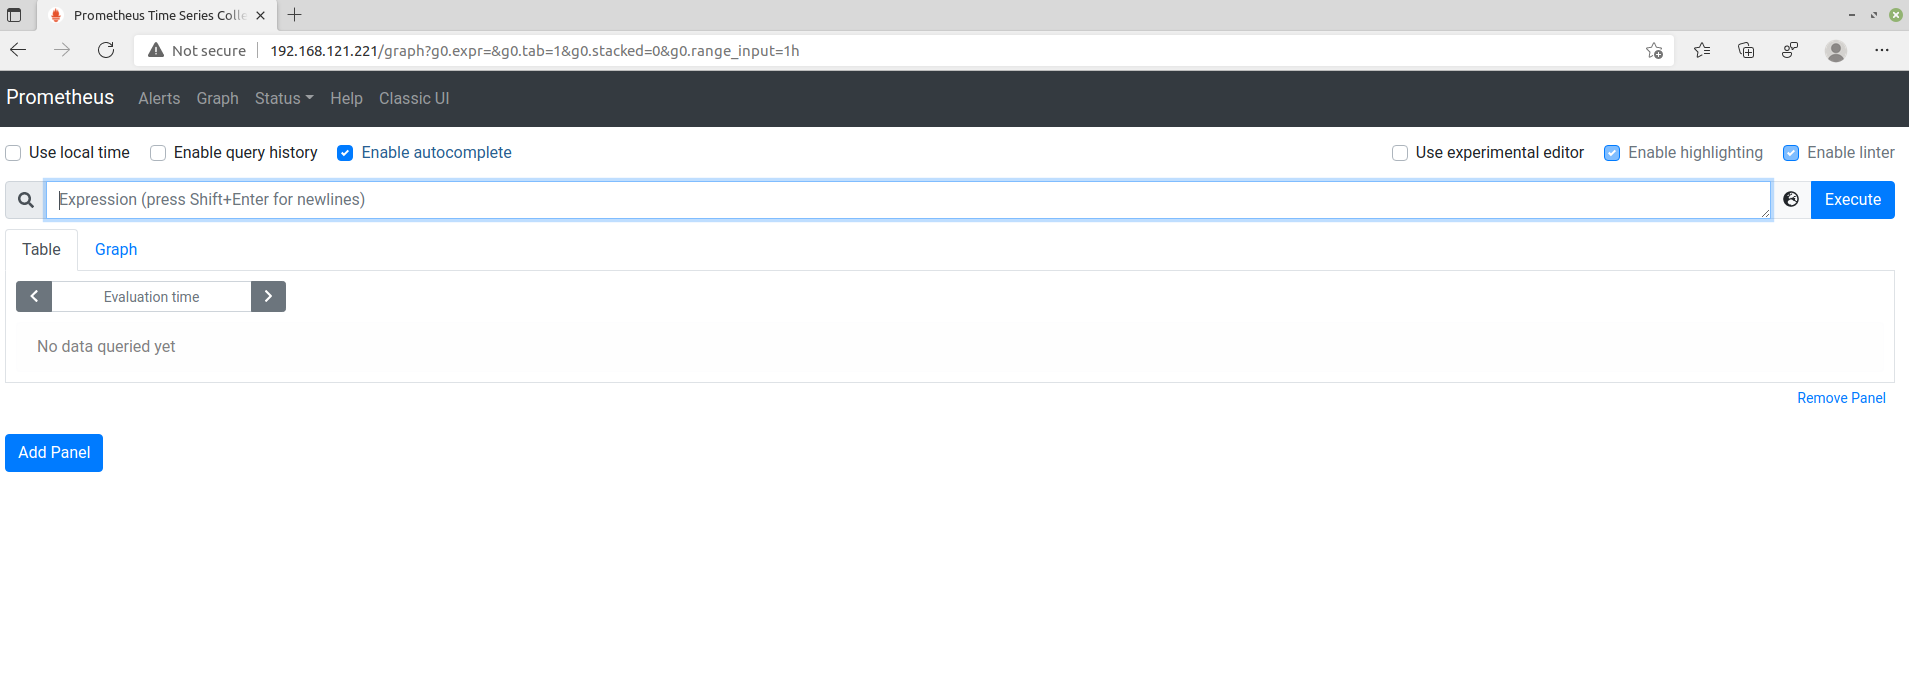 Prometheus Time Series Colle
Not secure 192.168.121.221/graph?g0.expr=&g0.tab=1&g0.stacked=0&g0.range_input=1h
Prometheus Alerts Graph Status Help Classic UI
Use local time Enable query history Enable autocomplete Use experimental editor Enable highlighting Enable linter
Expression (press Shift+Enter for newlines) Execute
Table Graph
Evaluation time
No data queried yet
Remove Panel
Add Panel